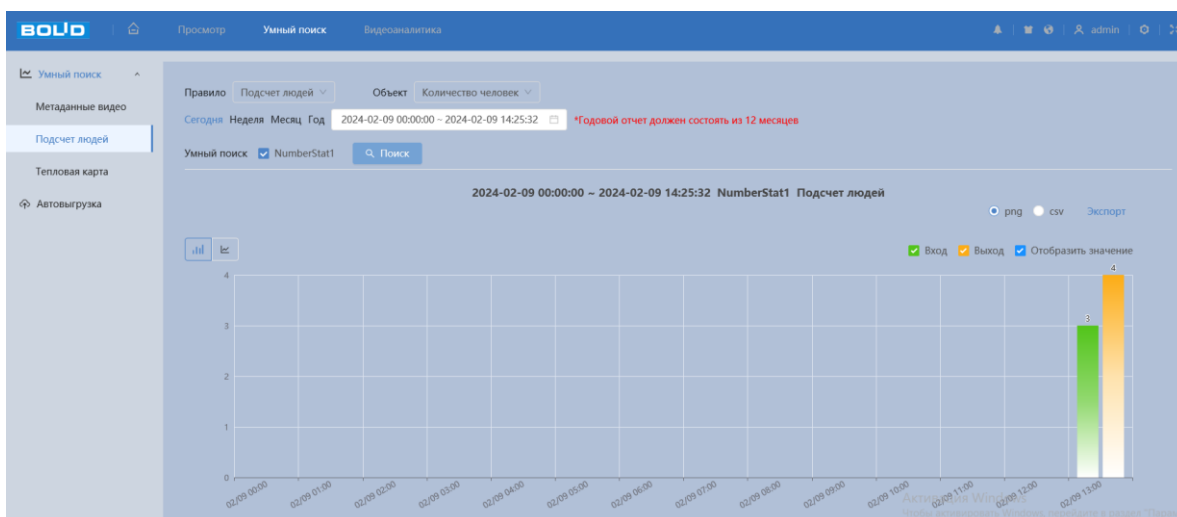 BOLID Просмотр Умный поиск Видеоаналитика admin
Умный поиск
Метаданные видео
Подсчет людей
Тепловая карта
Автовыгрузка
Правило Подсчет людей Объект Количество человек
Сегодня Неделя Месяц Год 2024-02-09 00:00:00 ~ 2024-02-09 14:25:32 *Годовой отчет должен состоять из 12 месяцев
Умный поиск NumberStat1 Поиск
2024-02-09 00:00:00 ~ 2024-02-09 14:25:32 NumberStat1 Подсчет людей
png csv Экспорт
Вход Выход Отобразить значение
4
4
3
3
2
1
0
02/09 00:00 02/09 01:00 02/09 02:00 02/09 03:00 02/09 04:00 02/09 05:00 02/09 06:00 02/09 07:00 02/09 08:00 02/09 09:00 02/09 10:00 02/09 11:00 02/09 12:00 02/09 13:00
Активация Windows
Чтобы активировать Windows, перейдите в раздел